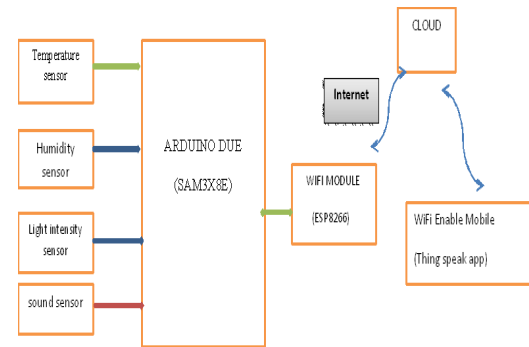 Temperature
sensor
Humidity
sensor
Light intensity
sensor
sound sensor
ARDUINO DUE
(SAM3X8E)
WIFI MODULE
(ESP8266)
Internet
CLOUD
WiFi Enable Mobile
(Thing speak app)